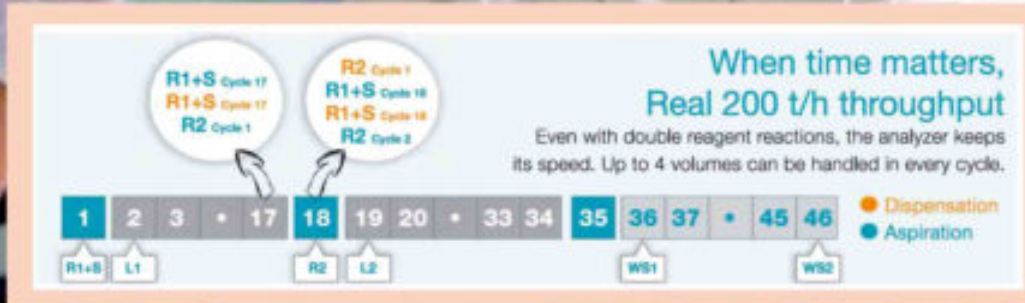 When time matters,
Real 200 t/h throughput
Even with double reagent reactions, the analyzer keeps
its speed. Up to 4 volumes can be handled in every cycle.
R1+S Cycle 17
R1+S Cycle 17
R2 Cycle 1
R2 Cycle 1
R1+S Cycle 18
R1+S Cycle 18
R2 Cycle 2
1 2 3 • 17 18 19 20 • 33 34 35 36 37 • 45 46
Dispensation
Aspiration
R1+S L1 R2 L2 WS1 WS2